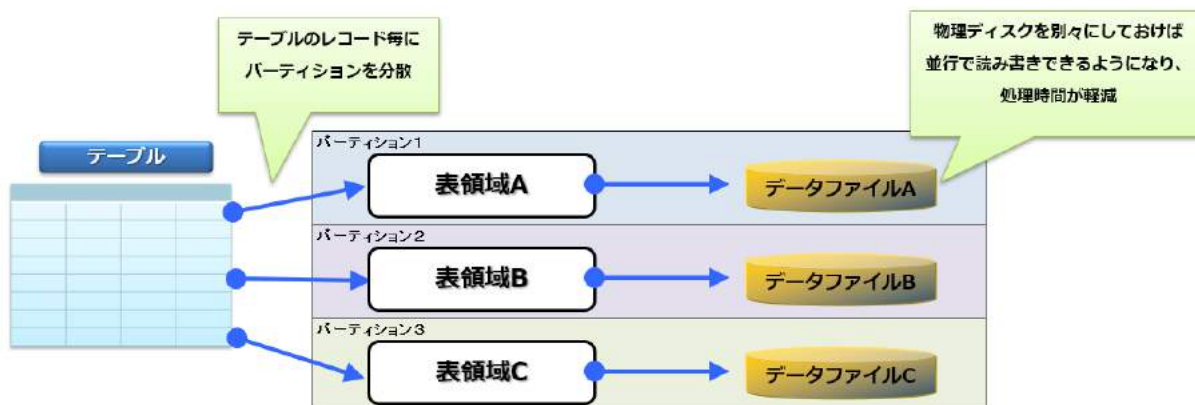 テーブルのレコード毎に
パーティションを分散
物理ディスクを別々にしておけば
並行で読み書きできるようになり、
処理時間が軽減
テーブル
パーティション1
表領域A
データファイルA
パーティション2
表領域B
データファイルB
パーティション3
表領域C
データファイルC